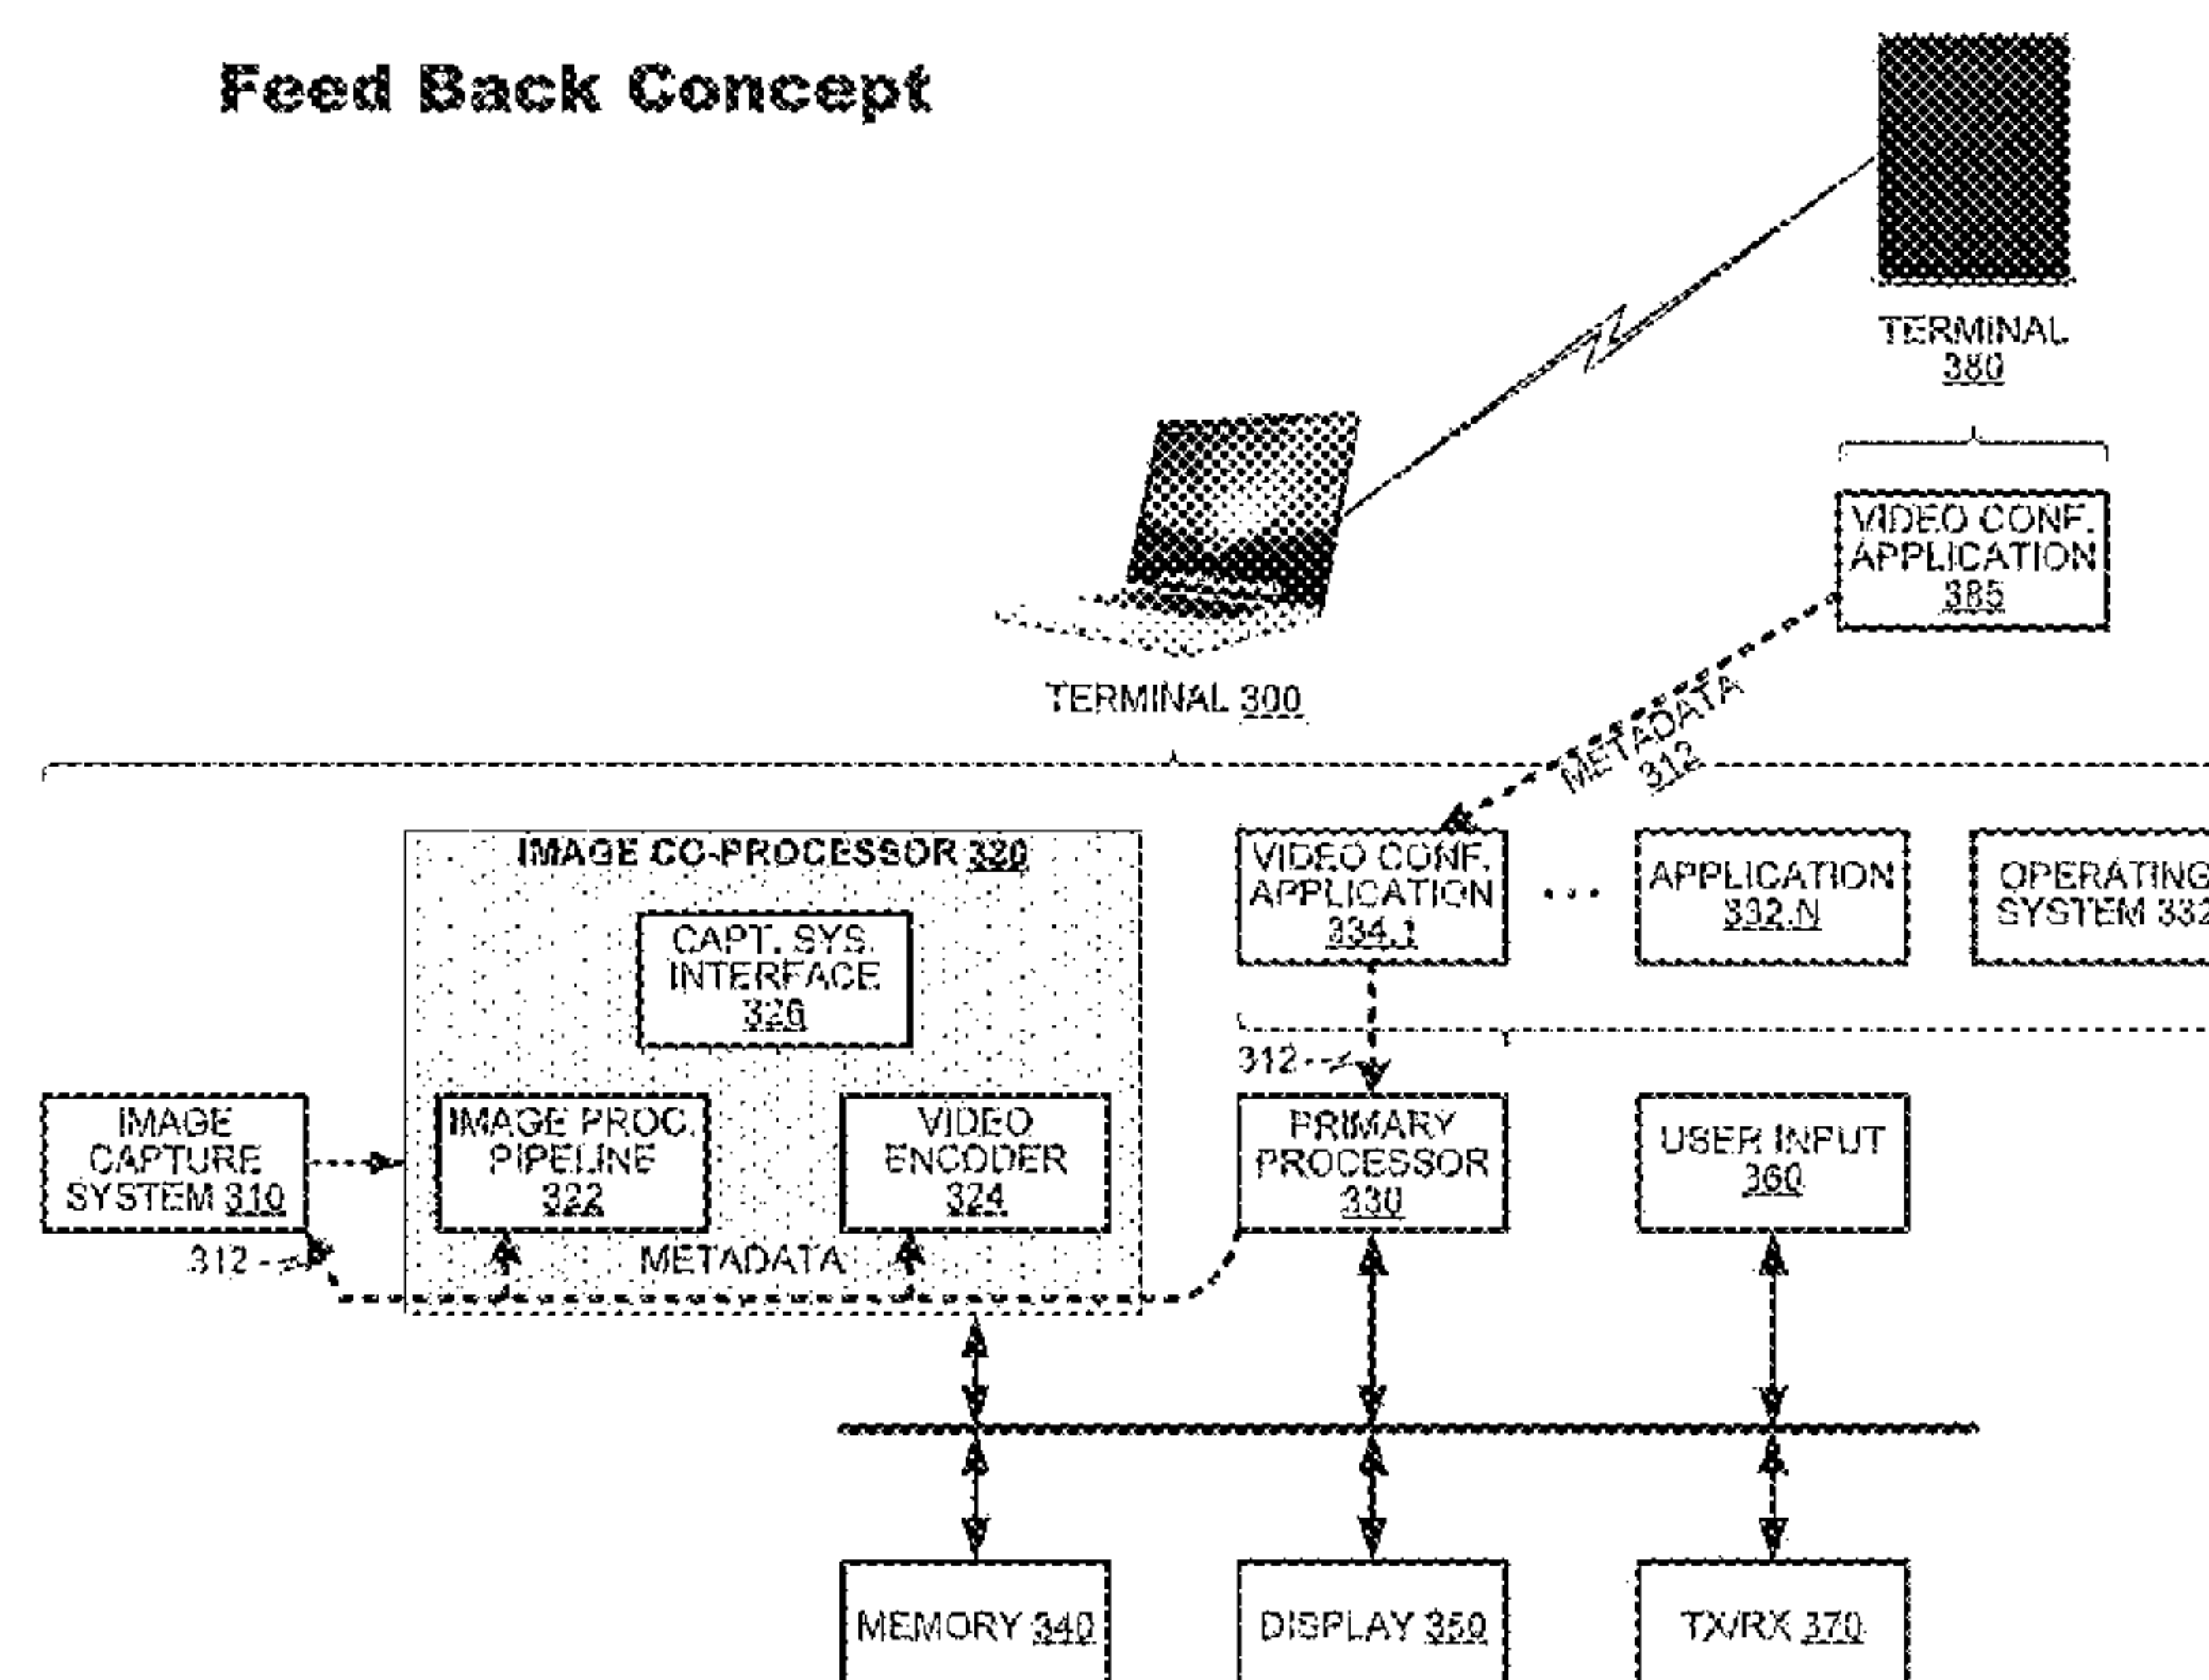 Feed Back Concept
TERMINAL
380
VIDEO CONF.
APPLICATION
385
TERMINAL 300
METADATA
312
IMAGE CO-PROCESSOR 320
CAPT. SYS.
INTERFACE
326
VIDEO CONF.
APPLICATION
334.1
...
APPLICATION
332.N
OPERATING
SYSTEM 332
312
IMAGE
CAPTURE
SYSTEM 310
IMAGE PROC.
PIPELINE
322
VIDEO
ENCODER
324
PRIMARY
PROCESSOR
330
USER INPUT
360
312
METADATA
MEMORY 340
DISPLAY 350
TX/RX 370